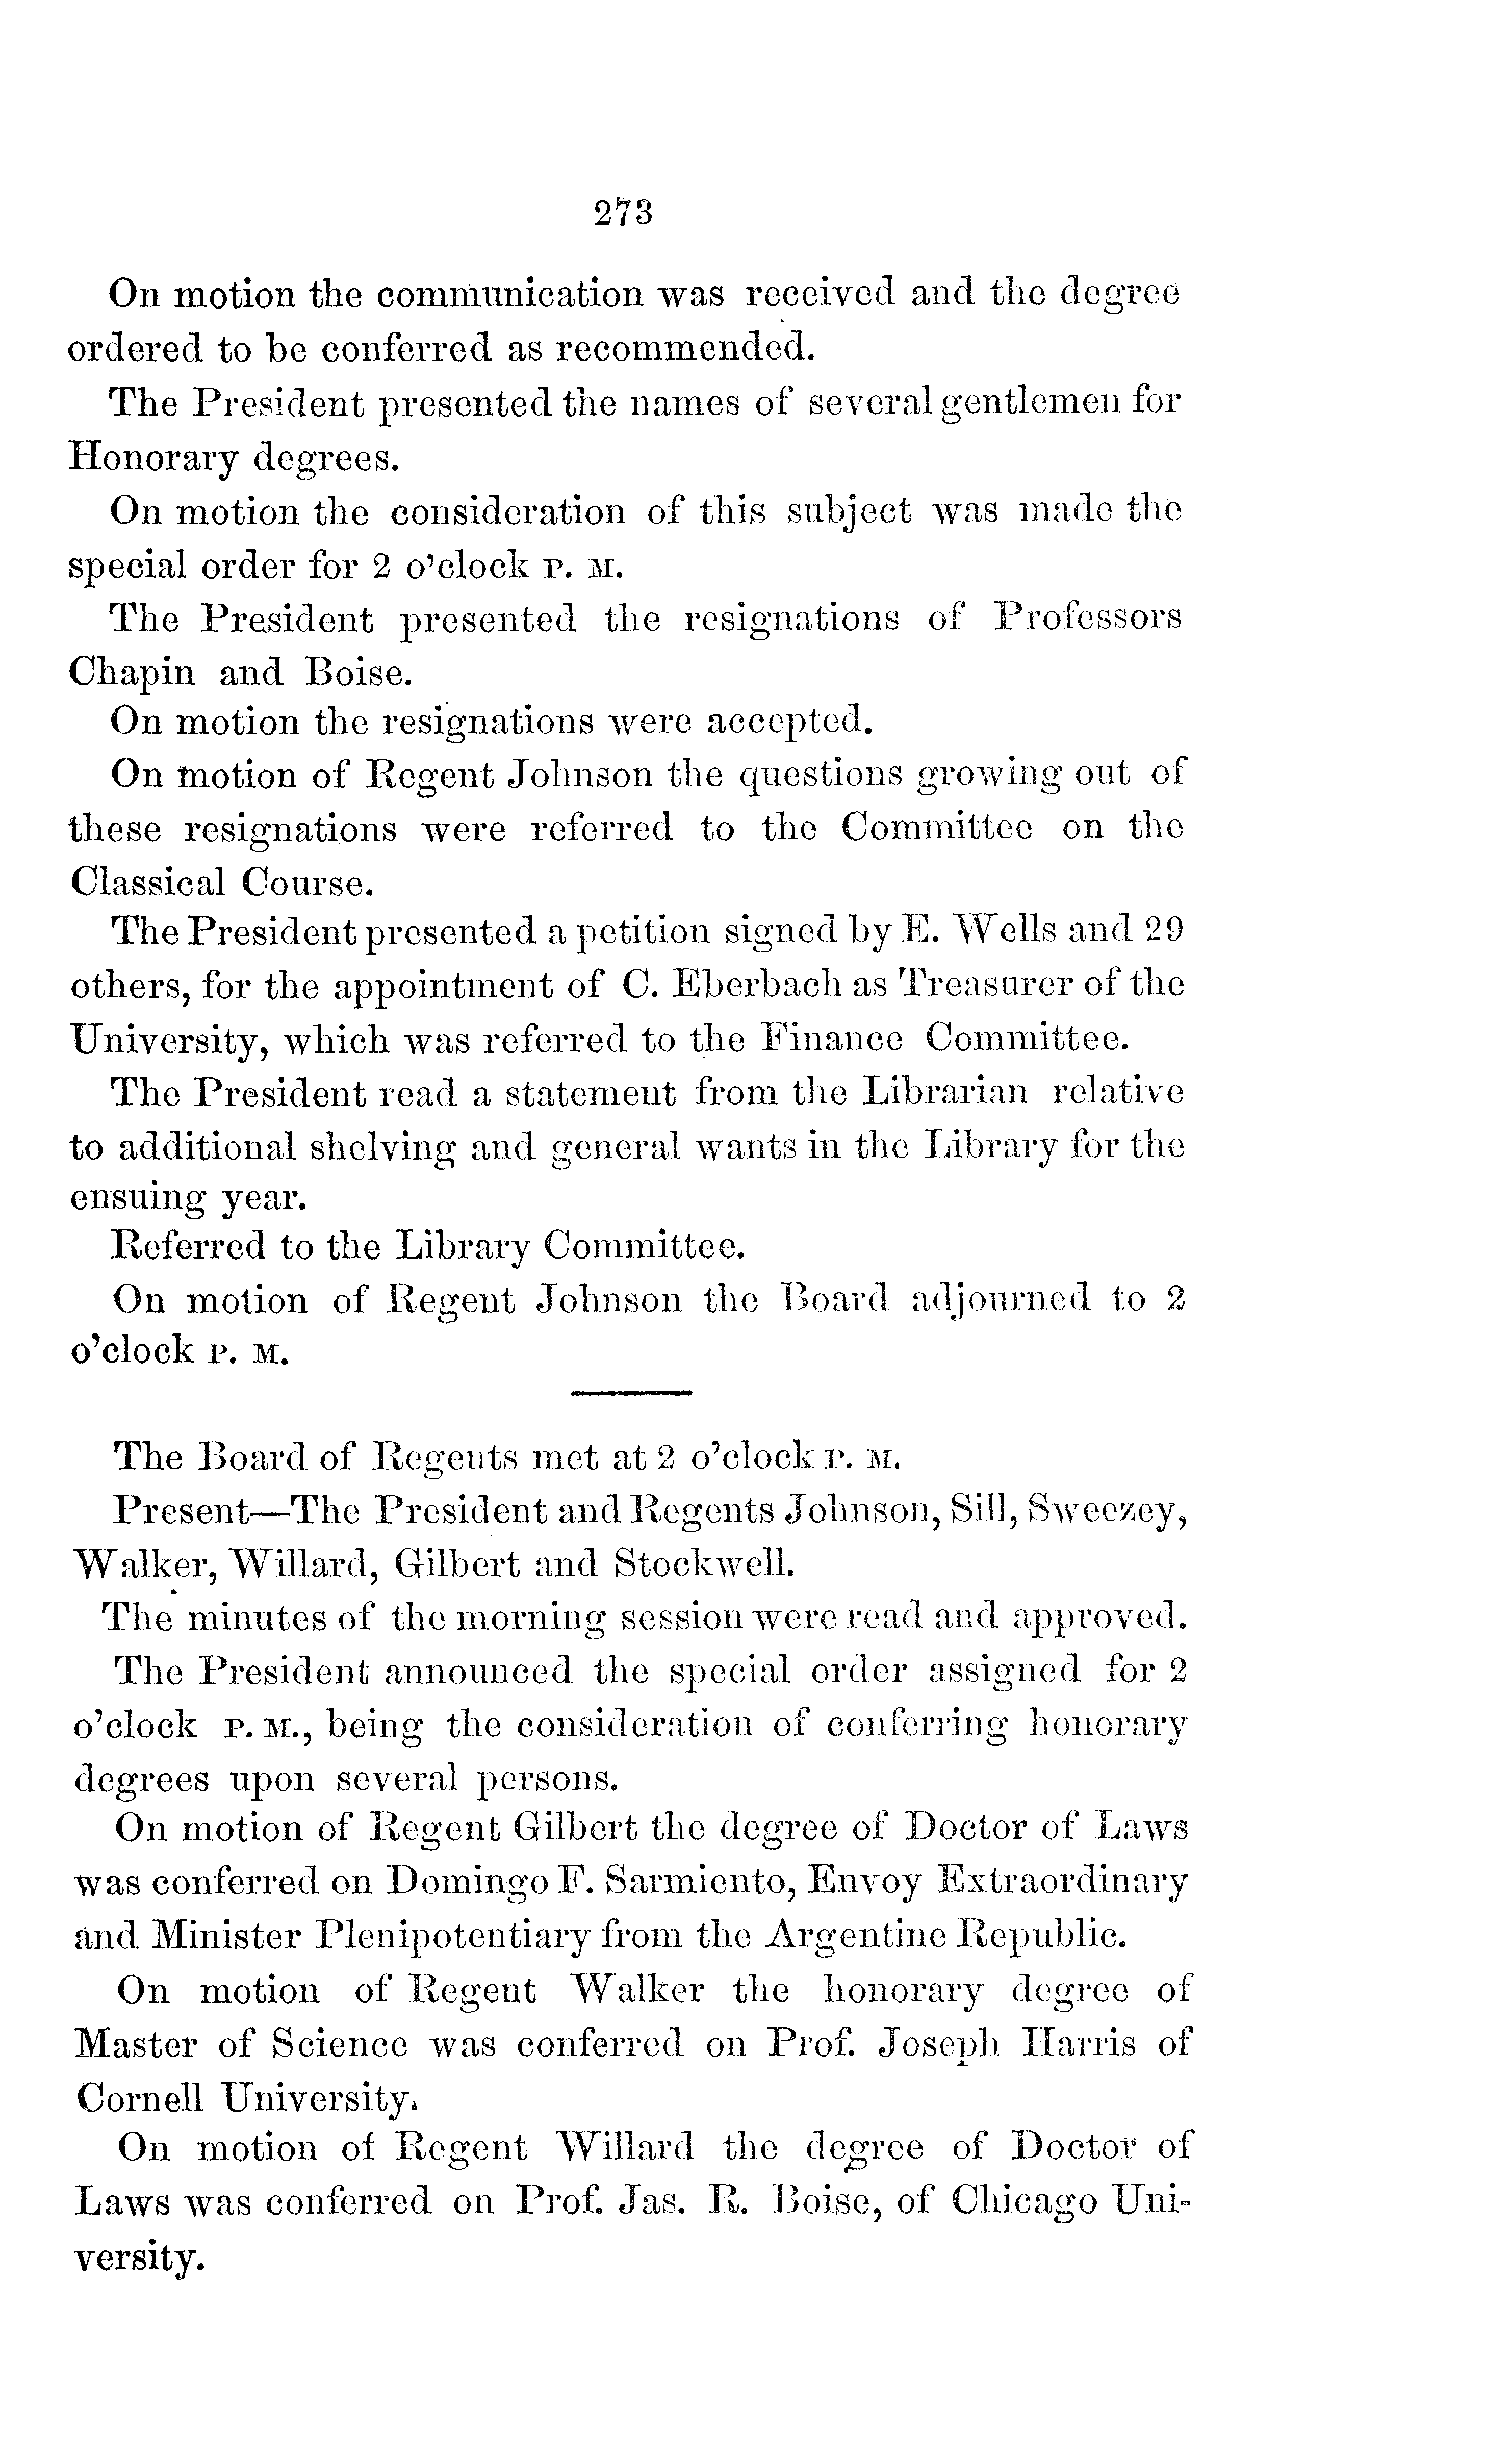 273
On motion the communication was received and the degree
ordered to be conferred as recommended.
The President presented the names of several gentlemen for
Honorary degrees.
On motion the consideration of this subject was made the
special order for 2 o'clock P. M.
The President presented the resignations of Professors
Chapin and Boise.
On motion the resignations were accepted.
On motion of Regent Johnson the questions growing out of
these resignations were referred to the Committee on the
Classical Course.
The President presented a petition signed by E. Wells and 29
others, for the appointment of C. Eberbach as Treasurer of the
University, which was referred to the Finance Committee.
The President read a statement from the Librarian relative
to additional shelving and general wants in the Library for the
ensuing year.
Referred to the Library Committee.
On motion of Regent Johnson the Board adjourned to 2
o'clock P. M.
The Board of Regents met at 2 o'clock P. M.
Present—The President and Regents Johnson, Sill, Sweezey,
Walker, Willard, Gilbert and Stockwell.
The minutes of the morning session were read and approved.
The President announced the special order assigned for 2
o'clock P. M., being the consideration of conferring honorary
degrees upon several persons.
On motion of Regent Gilbert the degree of Doctor of Laws
was conferred on Domingo F. Sarmiento, Envoy Extraordinary
and Minister Plenipotentiary from the Argentine Republic.
On motion of Regent Walker the honorary degree of
Master of Science was conferred on Prof. Joseph Harris of
Cornell University.
On motion of Regent Willard the degree of Doctor of
Laws was conferred on Prof. Jas. R. Boise, of Chicago Uni-
versity.